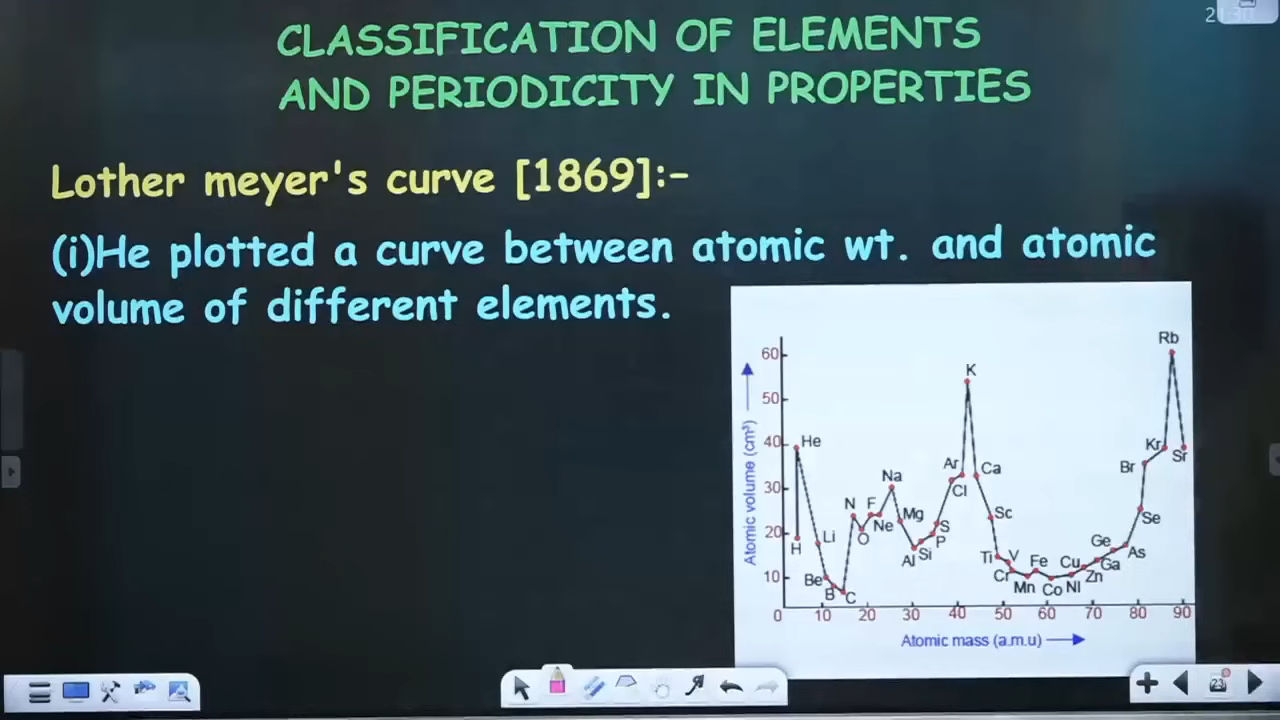 CLASSIFICATION OF ELEMENTS
AND PERIODICITY IN PROPERTIES
Lother meyer's curve [1869]:-
(i)He plotted a curve between atomic wt. and atomic
volume of different elements.
Rb
60
K
50
40
He
Kr
Sr
Ar
Ca
Br
30
Na
Cl
N
F
Ne
Mg
Sc
Se
20
O
S
P
H
Li
Al
Si
Ti
V
Ge
As
10
Be
Cr
Fe
Cu
Ga
Zn
B
C
Mn
Co
NI
0 10 20 30 40 50 60 70 80 90
Atomic volume (cm³)
Atomic mass (a.m.u)
23